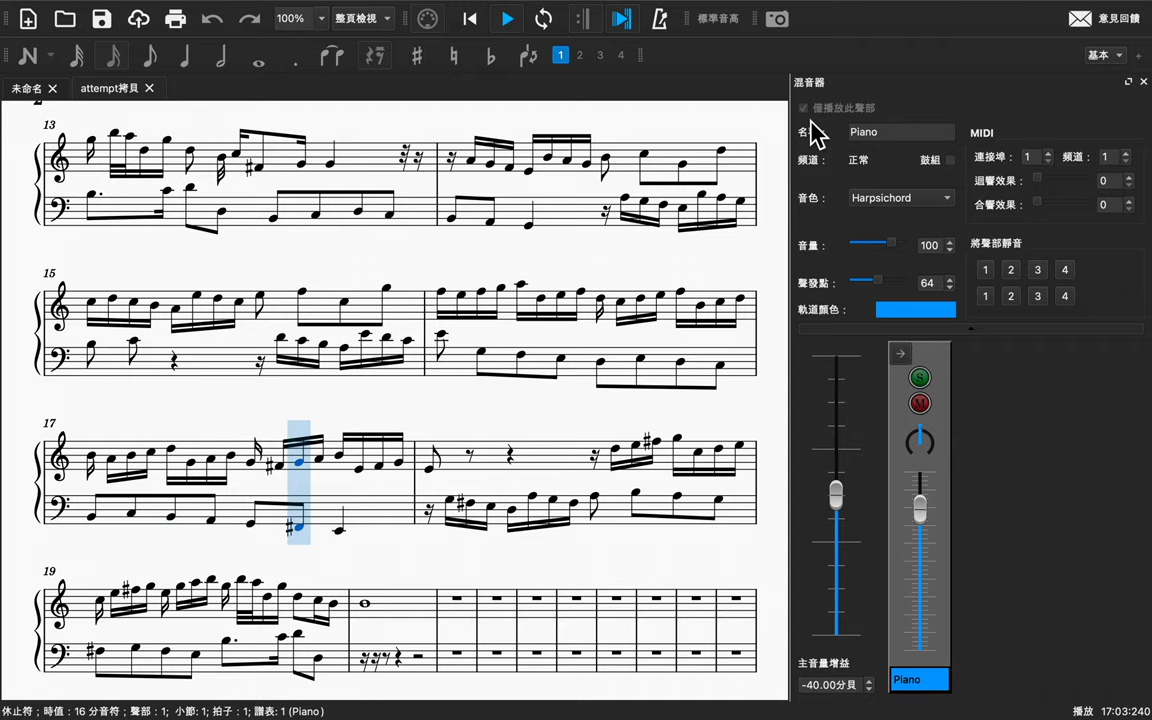 100%
整頁檢視
標準音高
意見回饋
1 2 3 4
基本
未命名
attempt拷貝
混音器
僅播放此聲部
Piano
MIDI
頻道：
正常
鼓組
連接埠：
1
頻道：
1
迴響效果：
0
音色：
Harpsichord
合響效果：
0
音量：
100
將聲部靜音
1 2 3 4
聲發點：
64
1 2 3 4
軌道顏色：
S
M
主音量增益
-40.00分貝
Piano
2
13
15
17
19
休止符；時值：16 分音符；聲部：1; 小節: 1; 拍子：1; 譜表: 1 (Piano)
播放
17:03:240